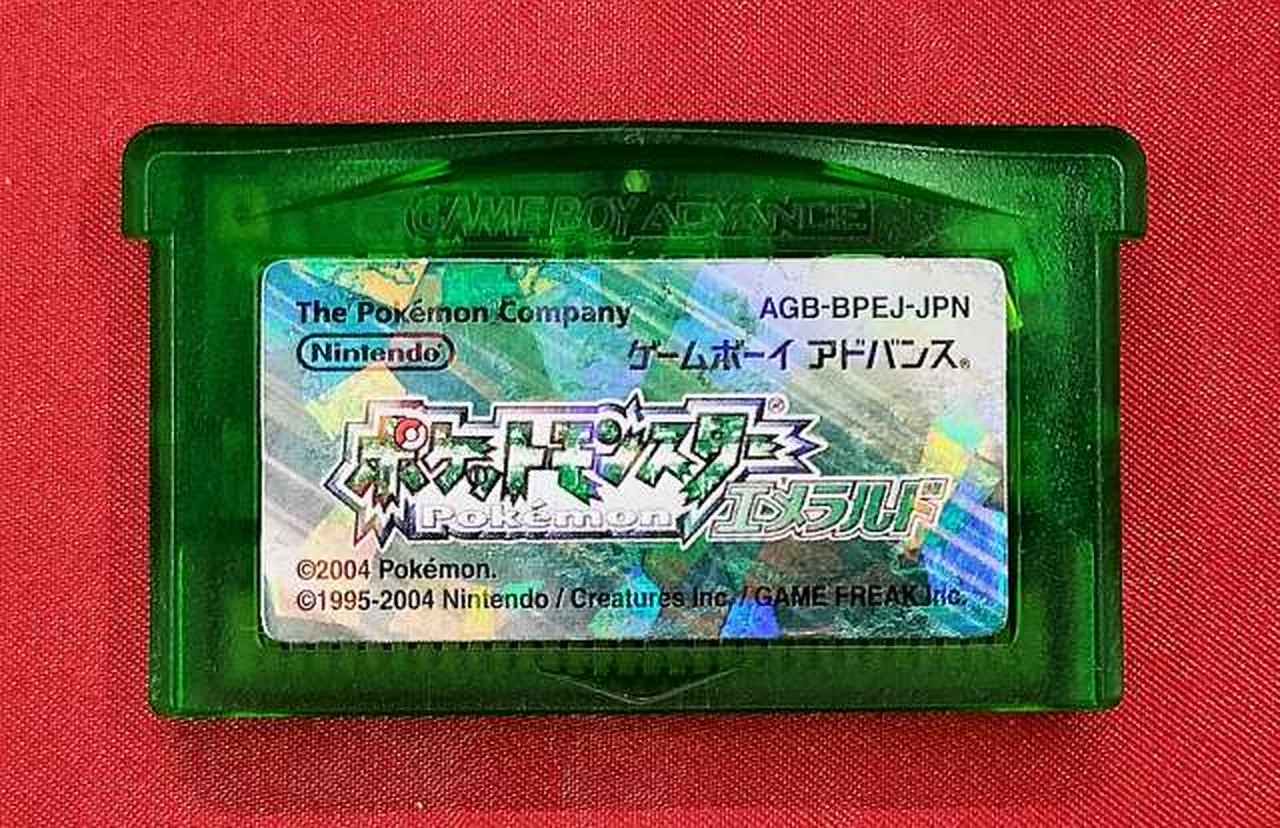 GAME BOY ADVANCE
The Pokémon Company
AGB-BPEJ-JPN
Nintendo®
ゲームボーイ アドバンス®
ポケットモンスター®
Pokémon
エメラルド
©2004 Pokémon.
©1995-2004 Nintendo / Creatures Inc. / GAME FREAK Inc.